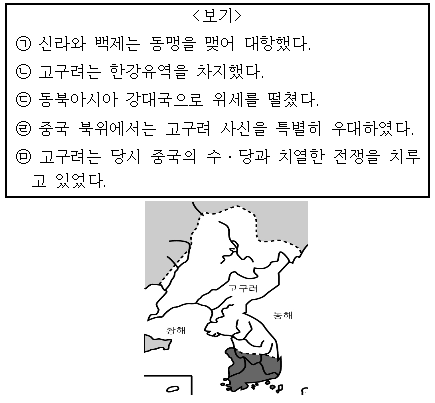 <보기>
㉠ 신라와 백제는 동맹을 맺어 대항했다.
㉡ 고구려는 한강유역을 차지했다.
㉢ 동북아시아 강대국으로 위세를 떨쳤다.
㉣ 중국 북위에서는 고구려 사신을 특별히 우대하였다.
㉤ 고구려는 당시 중국의 수·당과 치열한 전쟁을 치루
고 있었다.
고구려
동해
황해